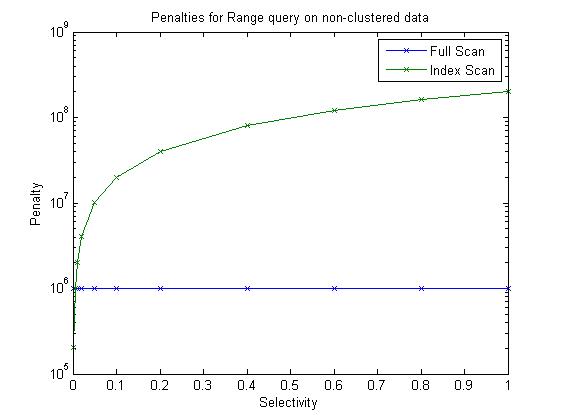 Penalties for Range query on non-clustered data
10^9
Full Scan
Index Scan
10^8
10^7
10^6
10^5
Penalty
0 0.1 0.2 0.3 0.4 0.5 0.6 0.7 0.8 0.9 1
Selectivity